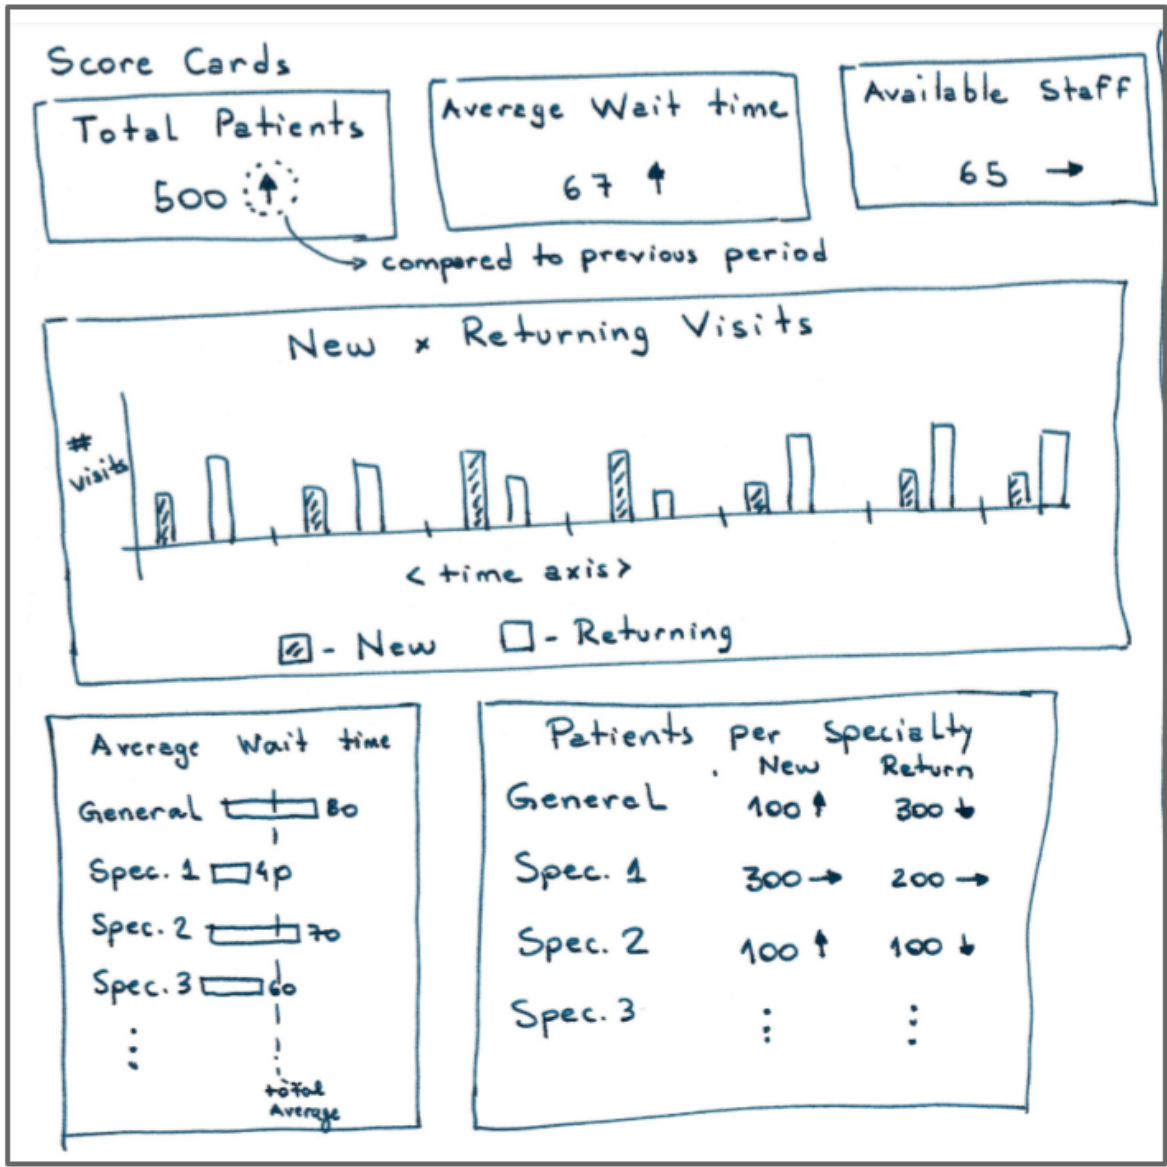 Score Cards
Total Patients
500 ↑
Average Wait time
67 ↑
Available Staff
65 →
compared to previous period
New x Returning Visits
# visits
< time axis >
- New
- Returning
Average Wait time
General 80
Spec. 1 40
Spec. 2 70
Spec. 3 60
⋮
total
Average
Patients per Specialty
New Return
General 100 ↑ 300 ↓
Spec. 1 300 → 200 →
Spec. 2 100 ↑ 100 ↓
Spec. 3 ⋮ ⋮